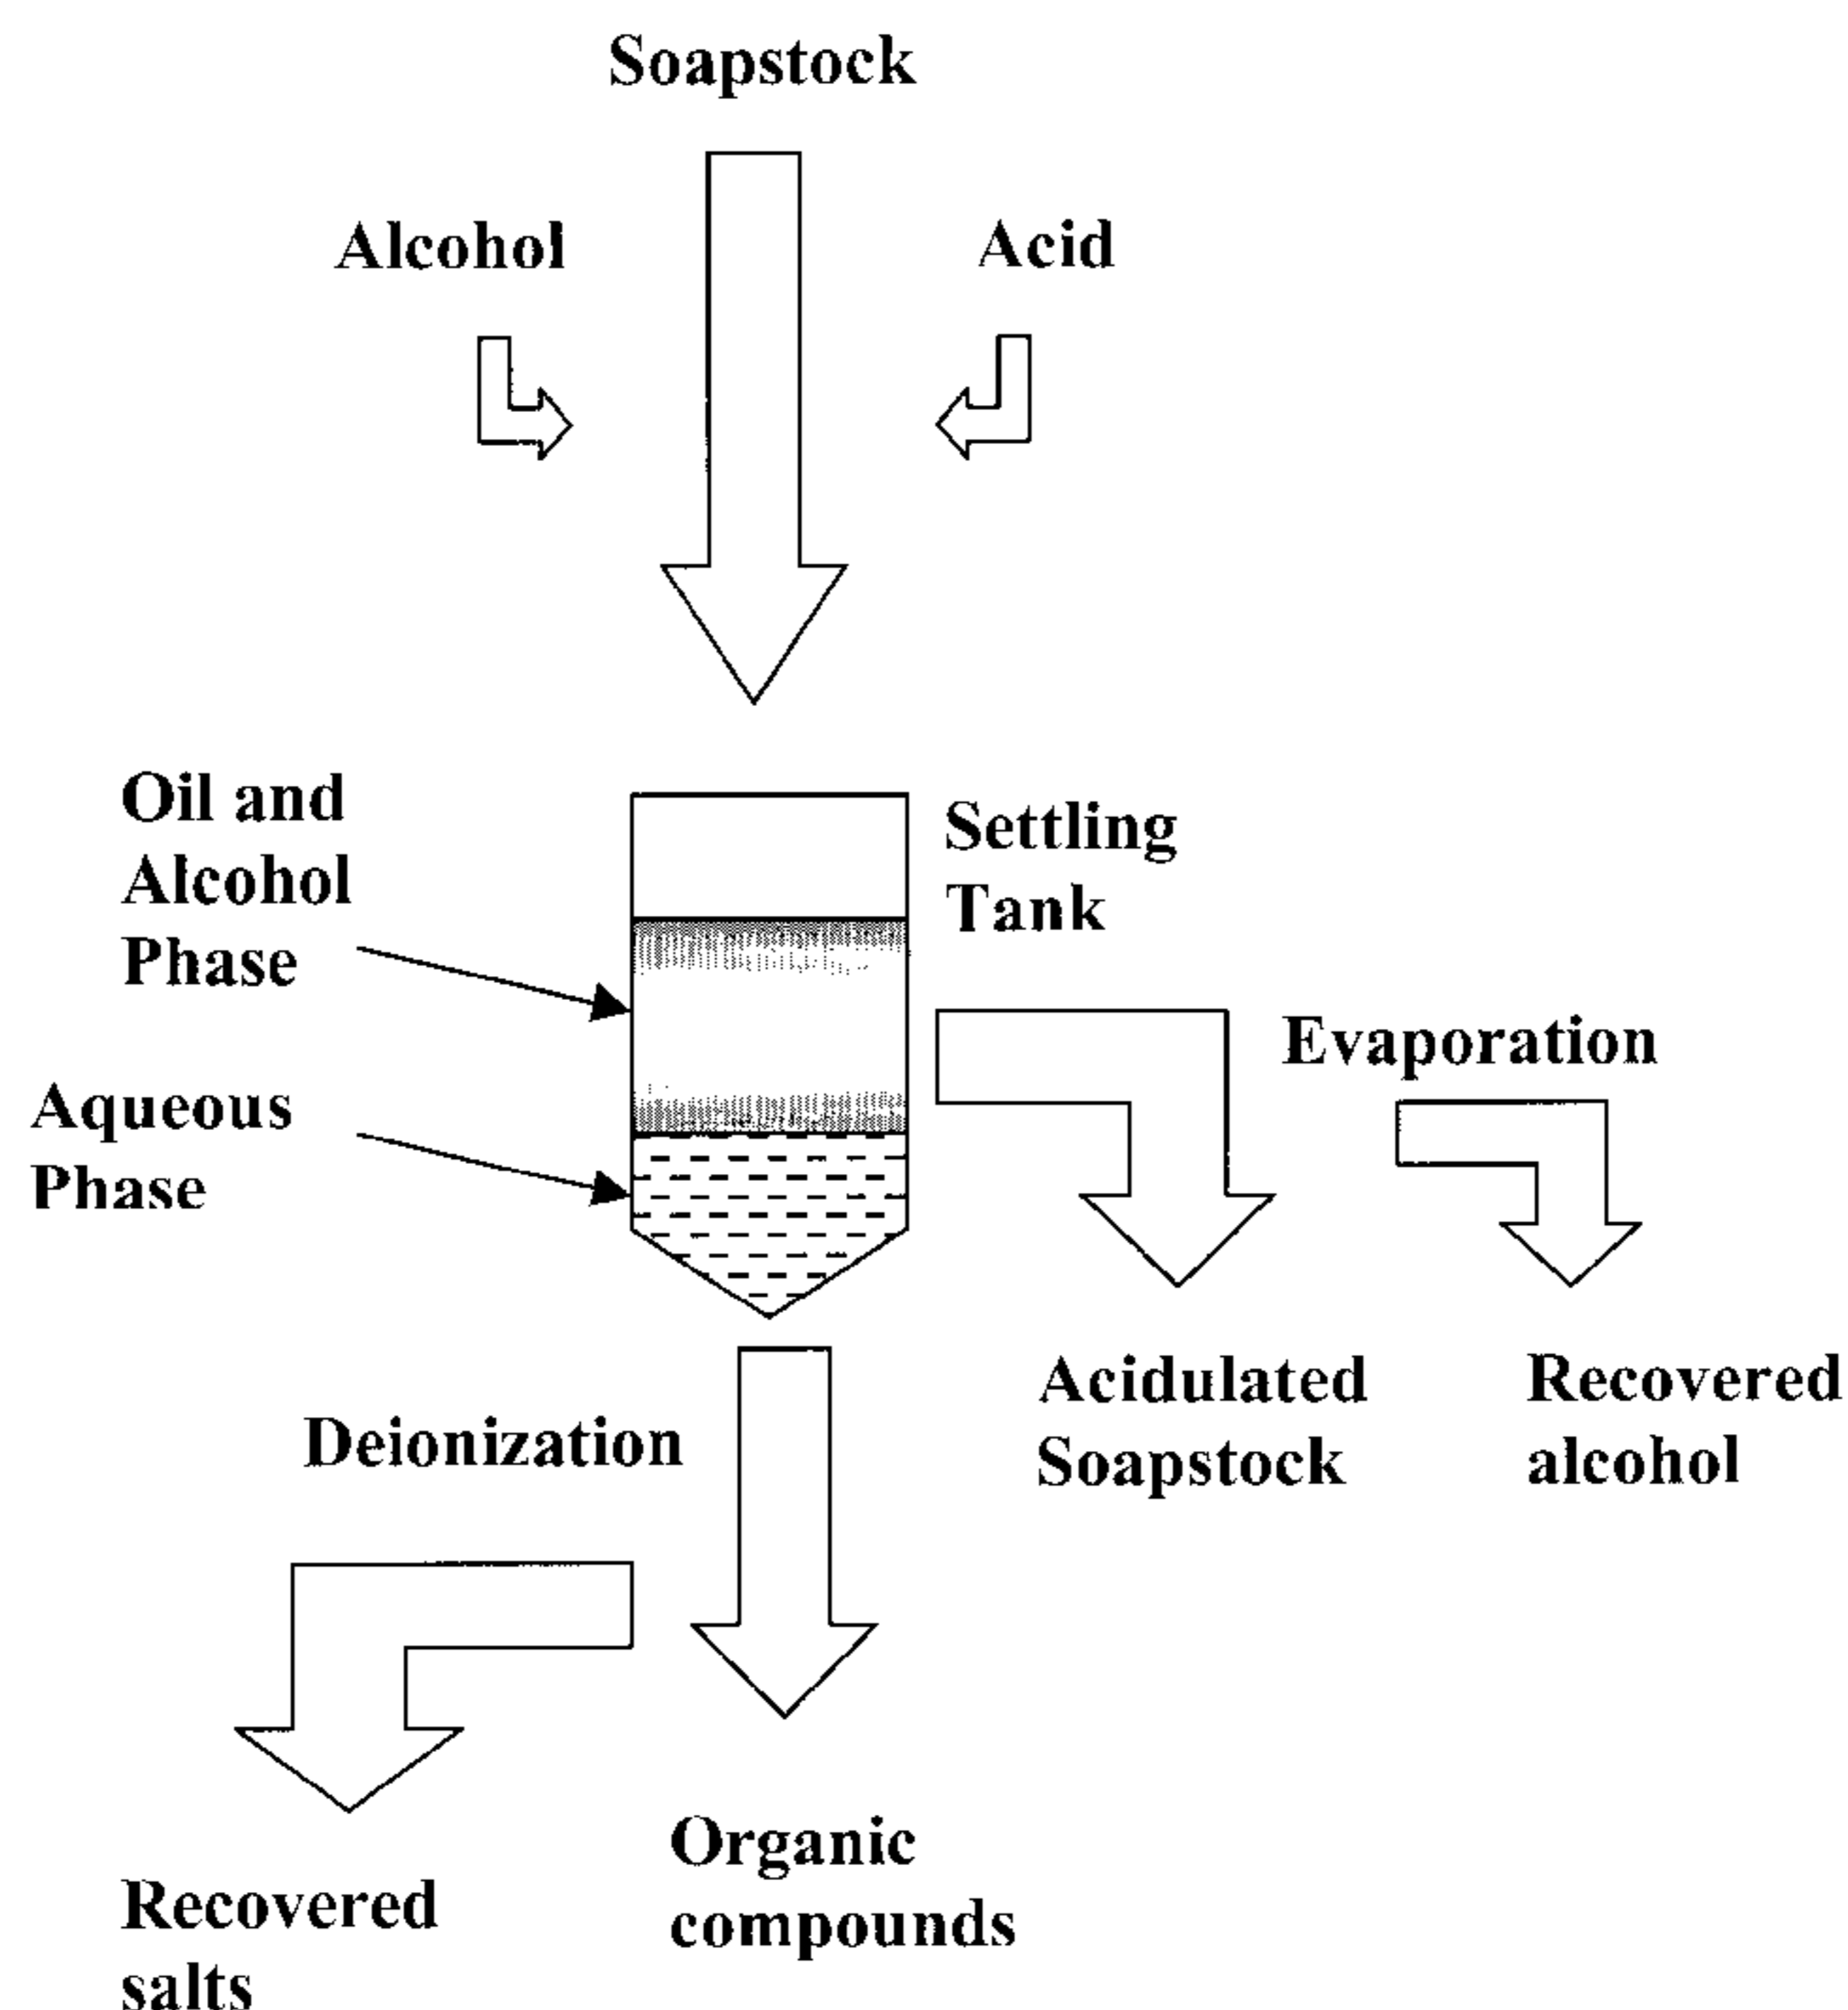 Soapstock
Alcohol
Acid
Oil and
Alcohol
Phase
Settling
Tank
Evaporation
Aqueous
Phase
Acidulated
Soapstock
Recovered
alcohol
Deionization
Organic
compounds
Recovered
salts